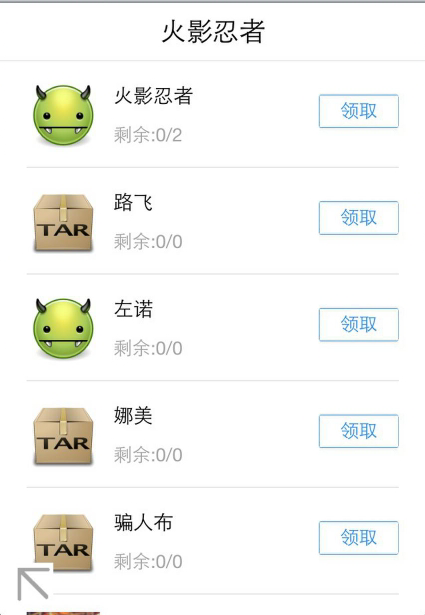 火影忍者
火影忍者
领取
剩余:0/2
路飞
TAR
领取
剩余:0/0
左诺
领取
剩余:0/0
娜美
TAR
领取
剩余:0/0
骗人布
TAR
领取
剩余:0/0